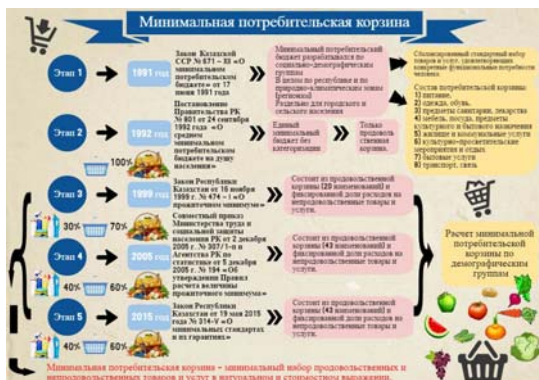 Минимальная потребительская корзина
Этап 1
1991 год
Закон Казахской
ССР № 671 – XII «О
минимальном
потребительском
бюджете» от 17
июня 1991 год
Минимальный потребительский
бюджет разрабатывался по
социально-демографическим
группам
В целом по республике и по
природно-климатическим зонам
(регионам)
Раздельно для городского и
сельского населения
Сбалансированный стандартный набор
товаров и услуг, удовлетворяющих
конкретные функциональные потребности
человека.
Состав потребительской корзины:
1) питание,
2) одежда, обувь,
3) предметы санитарии, лекарства
4) мебель, посуда, предметы
культурного и бытового назначения
5) жилище и коммунальные услуги
6) культурно-просветительские
мероприятия и отдых
7) бытовые услуги
8) транспорт, связь
Этап 2
1992 год
Постановление
Правительства РК
№ 801 от 24 сентября
1992 года «О
среднем
минимальном
потребительском
бюджете на душу
населения»
Единый
минимальный
бюджет без
категоризации
Только
продоволь
ственная
корзина.
100%
Этап 3
1999 год
Закон Республики
Казахстан от 16 ноября
1999 г. № 474 – I «О
прожиточном минимуме»
Состоит из продовольственной
корзины (20 наименований) и
фиксированной доли расходов на
непродовольственные товары и
услуги.
30%
70%
Этап 4
2005 год
Совместный приказ
Министерства труда и
социальной защиты
населения РК от 2 декабря
2005 г. № 307/1-п и
Агентства РК по
статистике от 5 декабря
2005 г. № 194 «Об
утверждении Правил
расчета величины
прожиточного минимума»
Состоит из продовольственной
корзины (43 наименований) и
фиксированной доли расходов на
непродовольственные товары и
услуги.
Расчет минимальной
потребительской
корзины по
демографическим
группам
40%
60%
Этап 5
2015 год
Закон Республики
Казахстан от 19 мая 2015
года № 314-V «О
минимальных стандартах
и их гарантиях»
Состоит из продовольственной
корзины (43 наименований) и
фиксированной доли расходов на
непродовольственные товары и
услуги.
40%
60%
Минимальная потребительская корзина - минимальный набор продовольственных и
непродовольственных товаров и услуг в натуральном и стоимостном выражении.